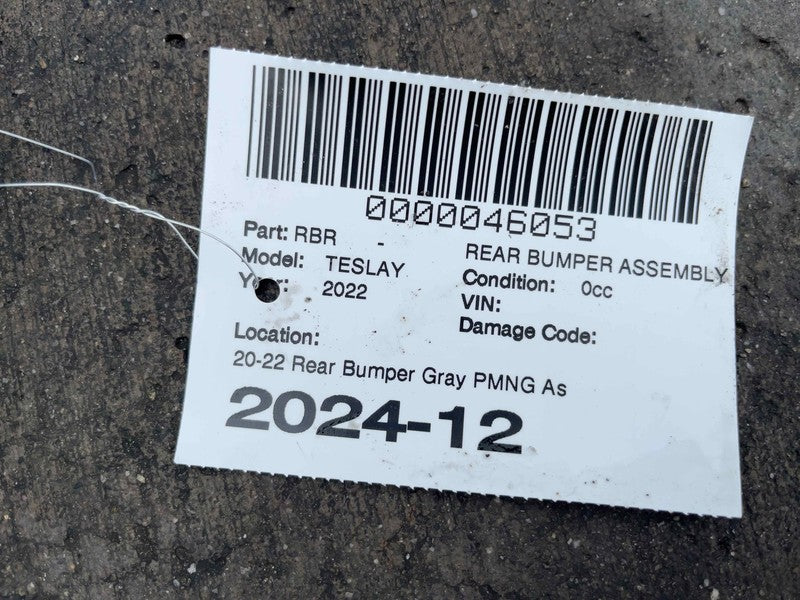 0000046053
Part: RBR - REAR BUMPER ASSEMBLY
Model: TESLAY Condition: 0cc
2022 VIN:
Damage Code:
Location:
20-22 Rear Bumper Gray PMNG As
2024-12